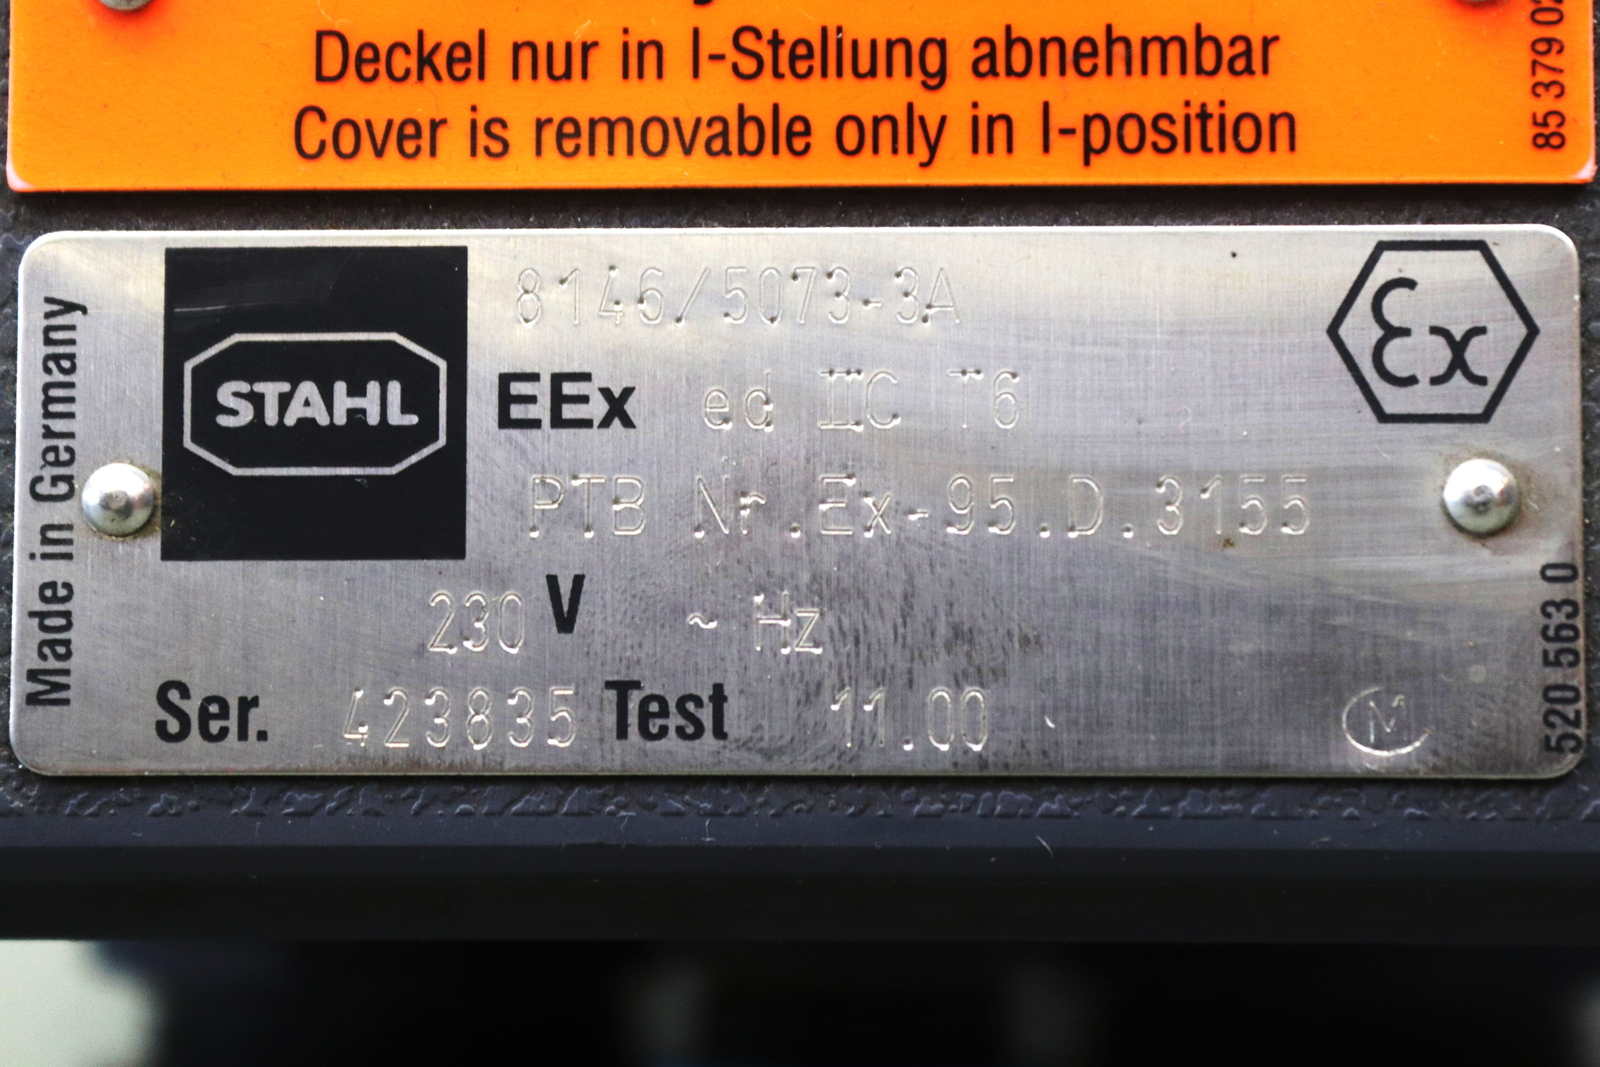 Deckel nur in I-Stellung abnehmbar
Cover is removable only in I-position
85 379 02
Made in Germany
STAHL
8146/5073-3A
EEx ed IIC T6
PTB Nr.Ex-95.D.3155
230 V ~ Hz
Ser. 423835 Test 11.00
Ex
M
520 563 0